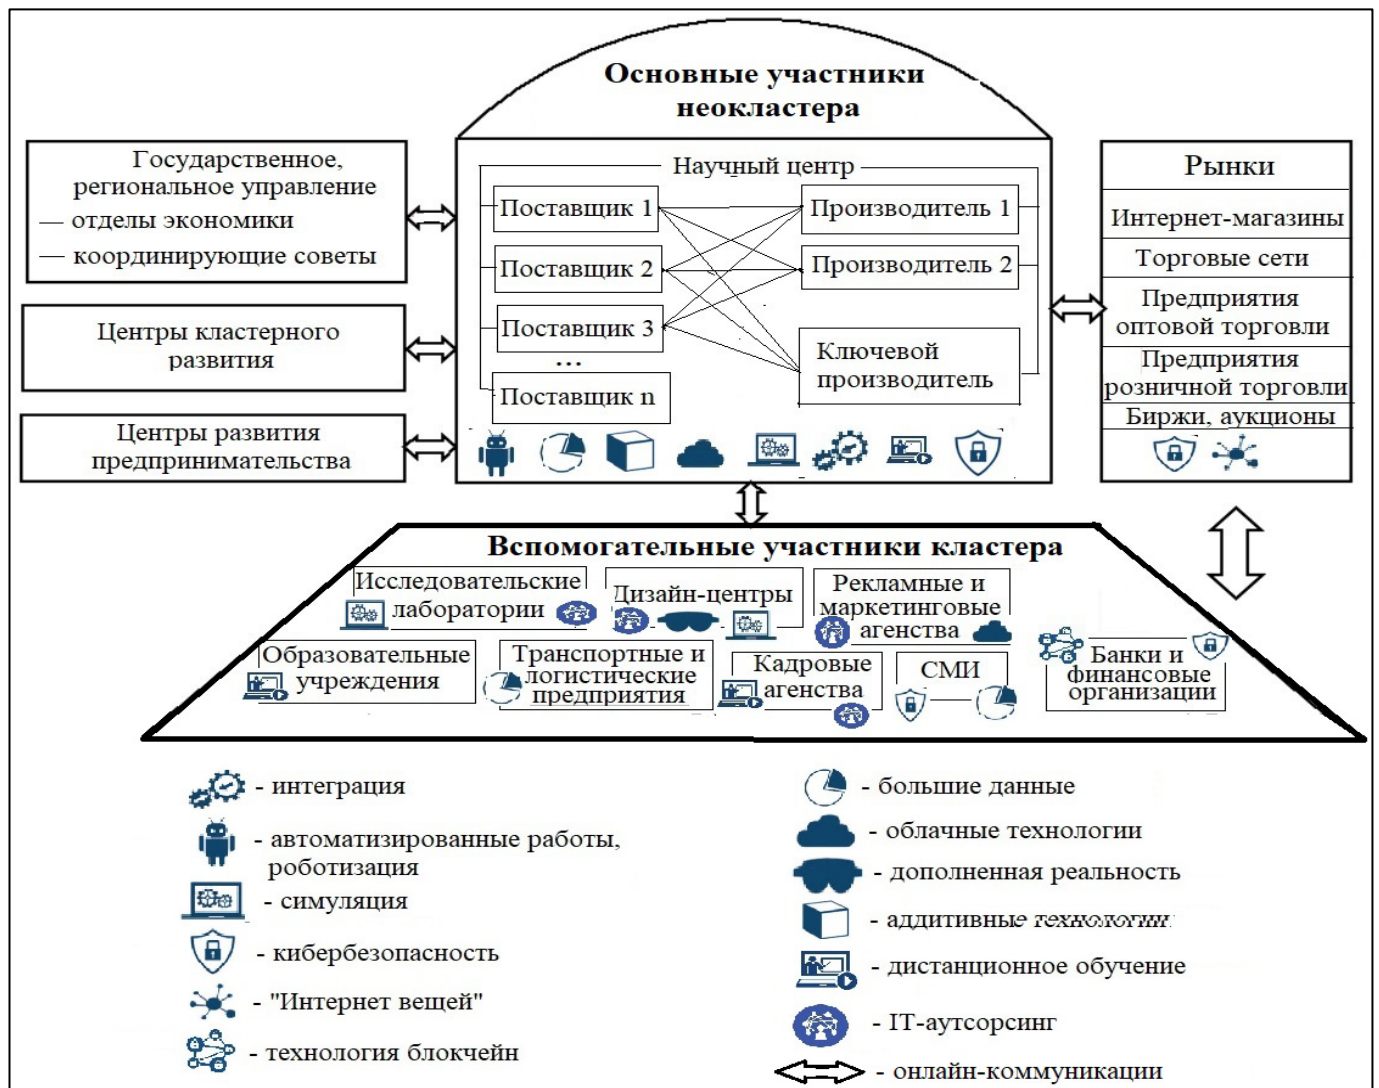 Основные участники
неокластера
Государственное,
региональное управление
— отделы экономики
— координирующие советы
Центры кластерного
развития
Центры развития
предпринимательства
Научный центр
Поставщик 1
Поставщик 2
Поставщик 3
...
Поставщик n
Производитель 1
Производитель 2
Ключевой
производитель
Рынки
Интернет-магазины
Торговые сети
Предприятия
оптовой торговли
Предприятия
розничной торговли
Биржи, аукционы
Вспомогательные участники кластера
Исследовательские
лаборатории
Дизайн-центры
Рекламные и
маркетинговые
агенства
Образовательные
учреждения
Транспортные и
логистические
предприятия
Кадровые
агенства
СМИ
Банки и
финансовые
организации
- интеграция
- автоматизированные работы,
роботизация
- симуляция
- кибербезопасность
- "Интернет вещей"
- технология блокчейн
- большие данные
- облачные технологии
- дополненная реальность
- аддитивные технологии
- дистанционное обучение
- IT-аутсорсинг
- онлайн-коммуникации